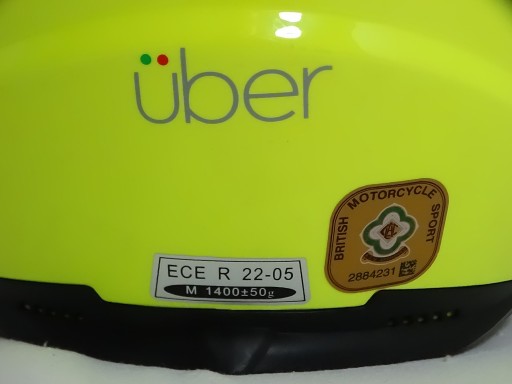 über
BRITISH MOTORCYCLE SPORT
2884231
ECE R 22-05
M 1400±50g